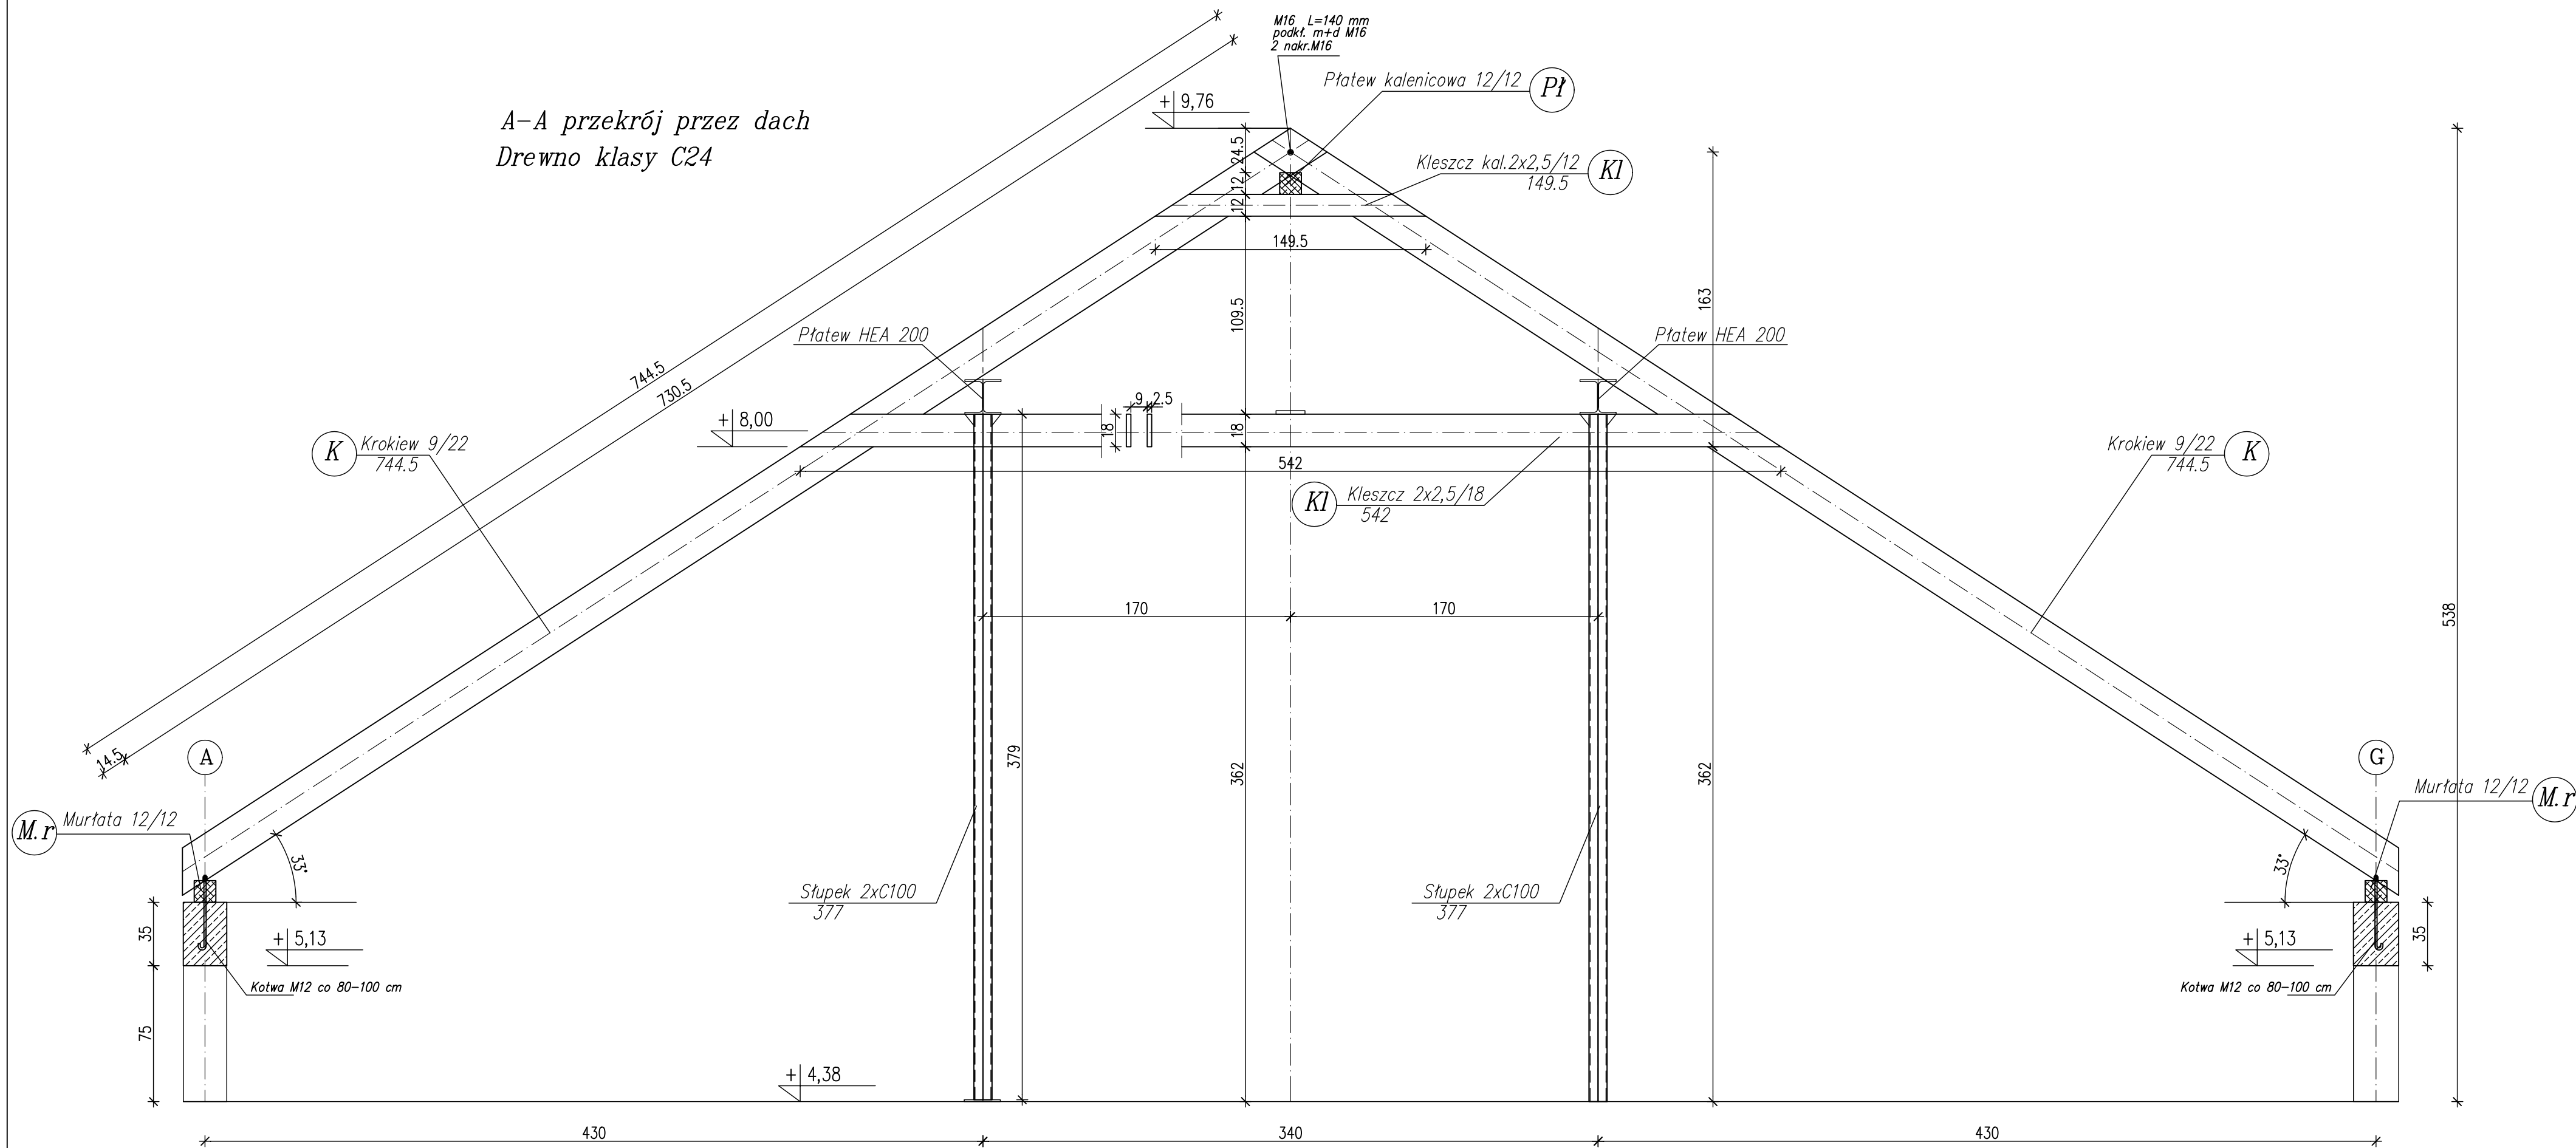 A-A przekrój przez dach
Drewno klasy C24
M16 L=140 mm
podkł. m+d M16
2 nakr.M16
Płatew kalenicowa 12/12
Pł
+ 9,76
Kleszcz kal.2x2,5/12
149.5
Kl
24.5
12
12
149.5
109.5
163
744.5
730.5
14.5
Płatew HEA 200
Płatew HEA 200
+ 8,00
9
2.5
18
18
542
Kl
Kleszcz 2x2,5/18
542
K
Krokiew 9/22
744.5
Krokiew 9/22
744.5
K
170
170
538
379
362
362
A
G
M.r
Murłata 12/12
Murłata 12/12
M.r
33°
33°
Słupek 2xC100
377
Słupek 2xC100
377
35
+ 5,13
+ 5,13
35
Kotwa M12 co 80-100 cm
Kotwa M12 co 80-100 cm
75
+ 4,38
430
340
430